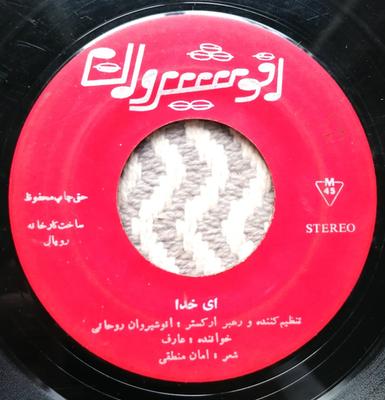 انوشیروان
حق چاپ محفوظ
ساخت کارخانه
رویال
M
45
STEREO
ای خدا
تنظیم کننده و رهبر ارکستر : انوشیروان روحانی
خواننده : عارف
شعر : امان منطقی